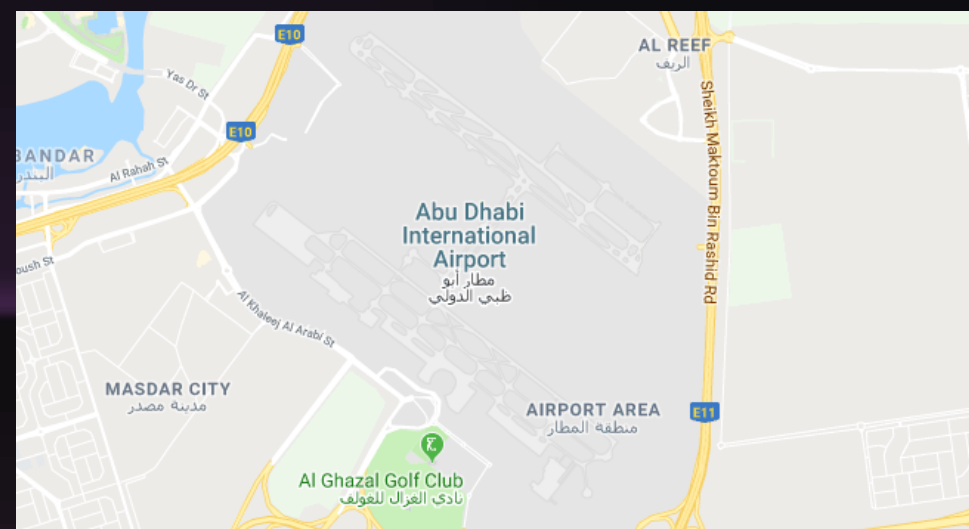 E10
AL REEF
الريف
Yas Dr St
Sheikh Maktoum Bin Rashid Rd
E10
BANDAR
البندر
Al Rahah St
Abu Dhabi
International
Airport
مطار أبو
ظبي الدولي
oush St
Al Khaleej Al Arabi St
MASDAR CITY
مدينة مصدر
AIRPORT AREA
منطقة المطار
E11
Al Ghazal Golf Club
نادي الغزال للغولف